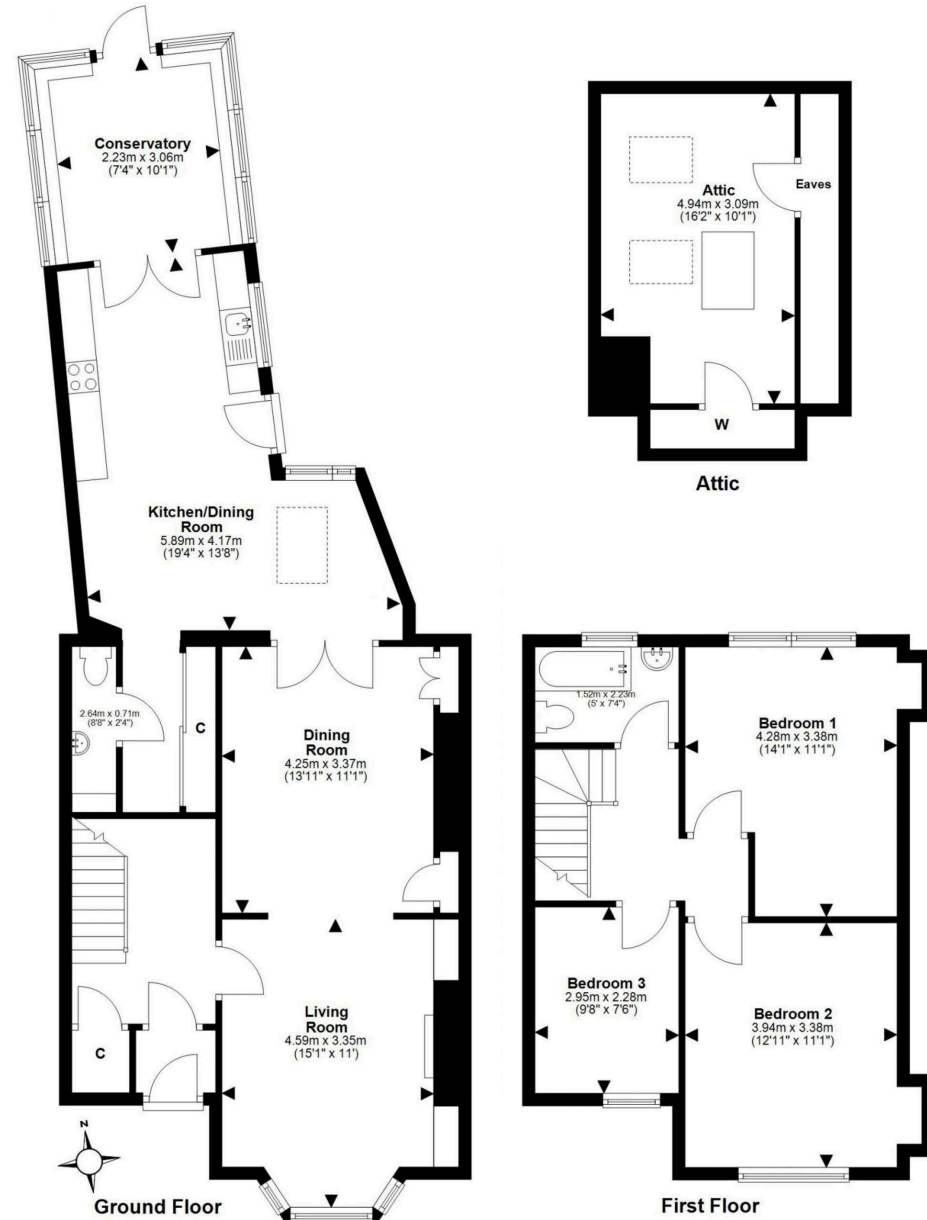 Conservatory
2.23m x 3.06m
(7'4" x 10'1")
Kitchen/Dining
Room
5.89m x 4.17m
(19'4" x 13'8")
2.64m x 0.71m
(8'8" x 2'4")
C
Dining
Room
4.25m x 3.37m
(13'11" x 11'1")
Living
Room
4.59m x 3.35m
(15'1" x 11')
C
N
Ground Floor
Attic
4.94m x 3.09m
(16'2" x 10'1")
Eaves
W
Attic
1.52m x 2.23m
(5' x 7'4")
Bedroom 1
4.28m x 3.38m
(14'1" x 11'1")
Bedroom 3
2.95m x 2.28m
(9'8" x 7'6")
Bedroom 2
3.94m x 3.38m
(12'11" x 11'1")
First Floor